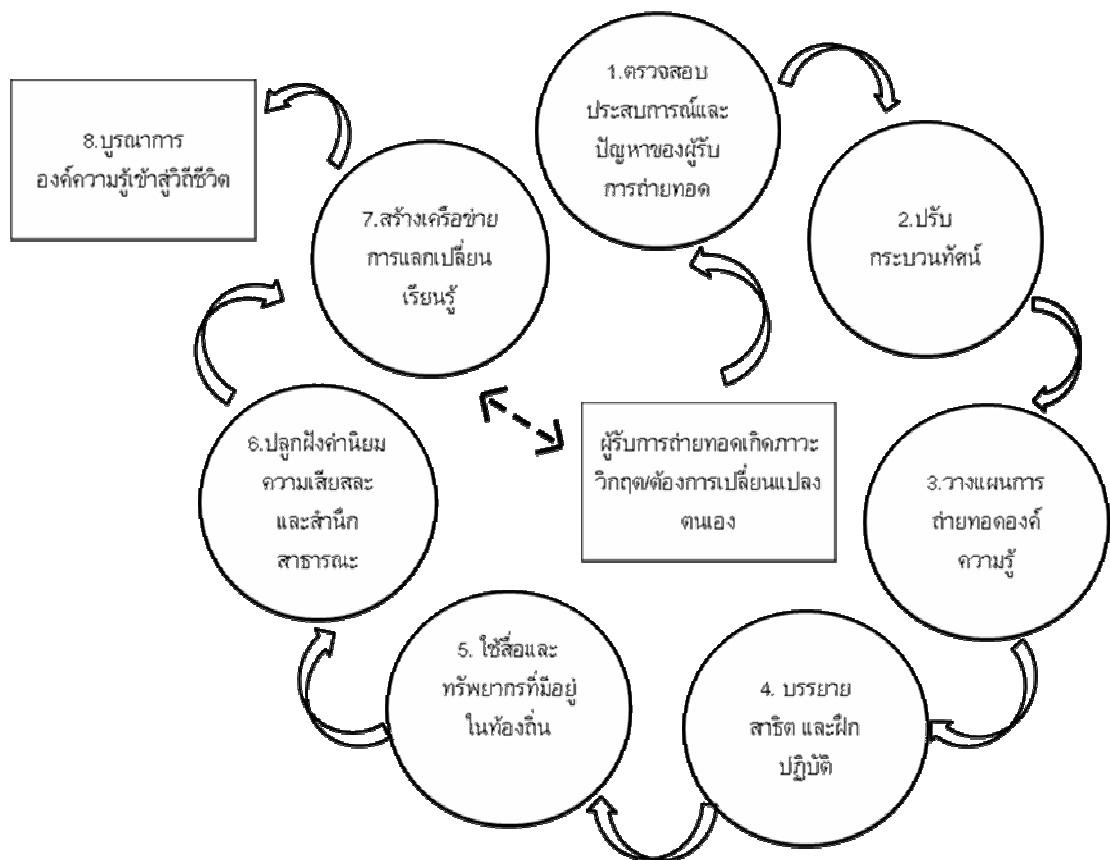 1.ตรวจสอบ
ประสบการณ์และ
ปัญหาของผู้รับ
การถ่ายทอด
2.ปรับ
กระบวนทัศน์
3.วางแผนการ
ถ่ายทอดองค์
ความรู้
4. บรรยาย
สาธิต และฝึก
ปฏิบัติ
5. ใช้สื่อและ
ทรัพยากรที่มีอยู่
ในท้องถิ่น
6.ปลูกฝังค่านิยม
ความเสียสละ
และสำนึก
สาธารณะ
7.สร้างเครือข่าย
การแลกเปลี่ยน
เรียนรู้
8.บูรณาการ
องค์ความรู้เข้าสู่วิถีชีวิต
ผู้รับการถ่ายทอดเกิดภาวะ
วิกฤต/ต้องการเปลี่ยนแปลง
ตนเอง